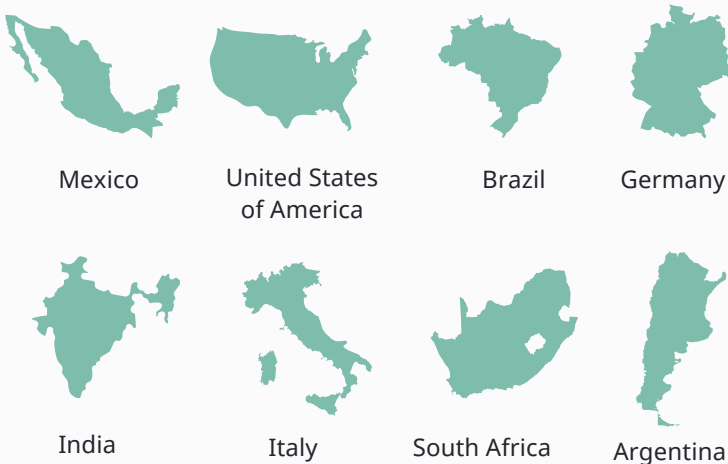 Mexico
United States
of America
Brazil
Germany
India
Italy
South Africa
Argentina